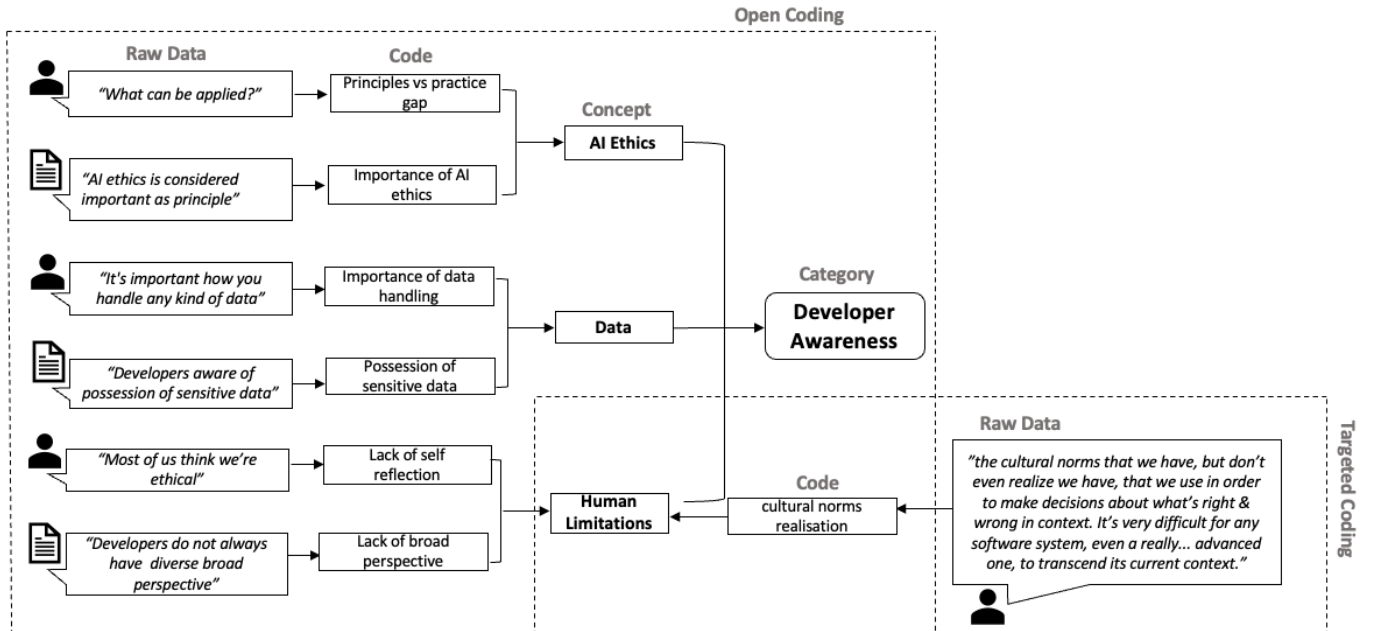 Open Coding
Raw Data
Code
“What can be applied?”
Principles vs practice
gap
Concept
AI Ethics
“AI ethics is considered
important as principle”
Importance of AI
ethics
“It's important how you
handle any kind of data”
Importance of data
handling
Category
Developer
Awareness
Data
“Developers aware of
possession of sensitive data”
Possession of
sensitive data
“Most of us think we’re
ethical”
Lack of self
reflection
Human
Limitations
“Developers do not always
have diverse broad
perspective”
Lack of broad
perspective
Code
cultural norms
realisation
Raw Data
”the cultural norms that we have, but don’t
even realize we have, that we use in order
to make decisions about what’s right &
wrong in context. It’s very difficult for any
software system, even a really... advanced
one, to transcend its current context.”
Targeted Coding